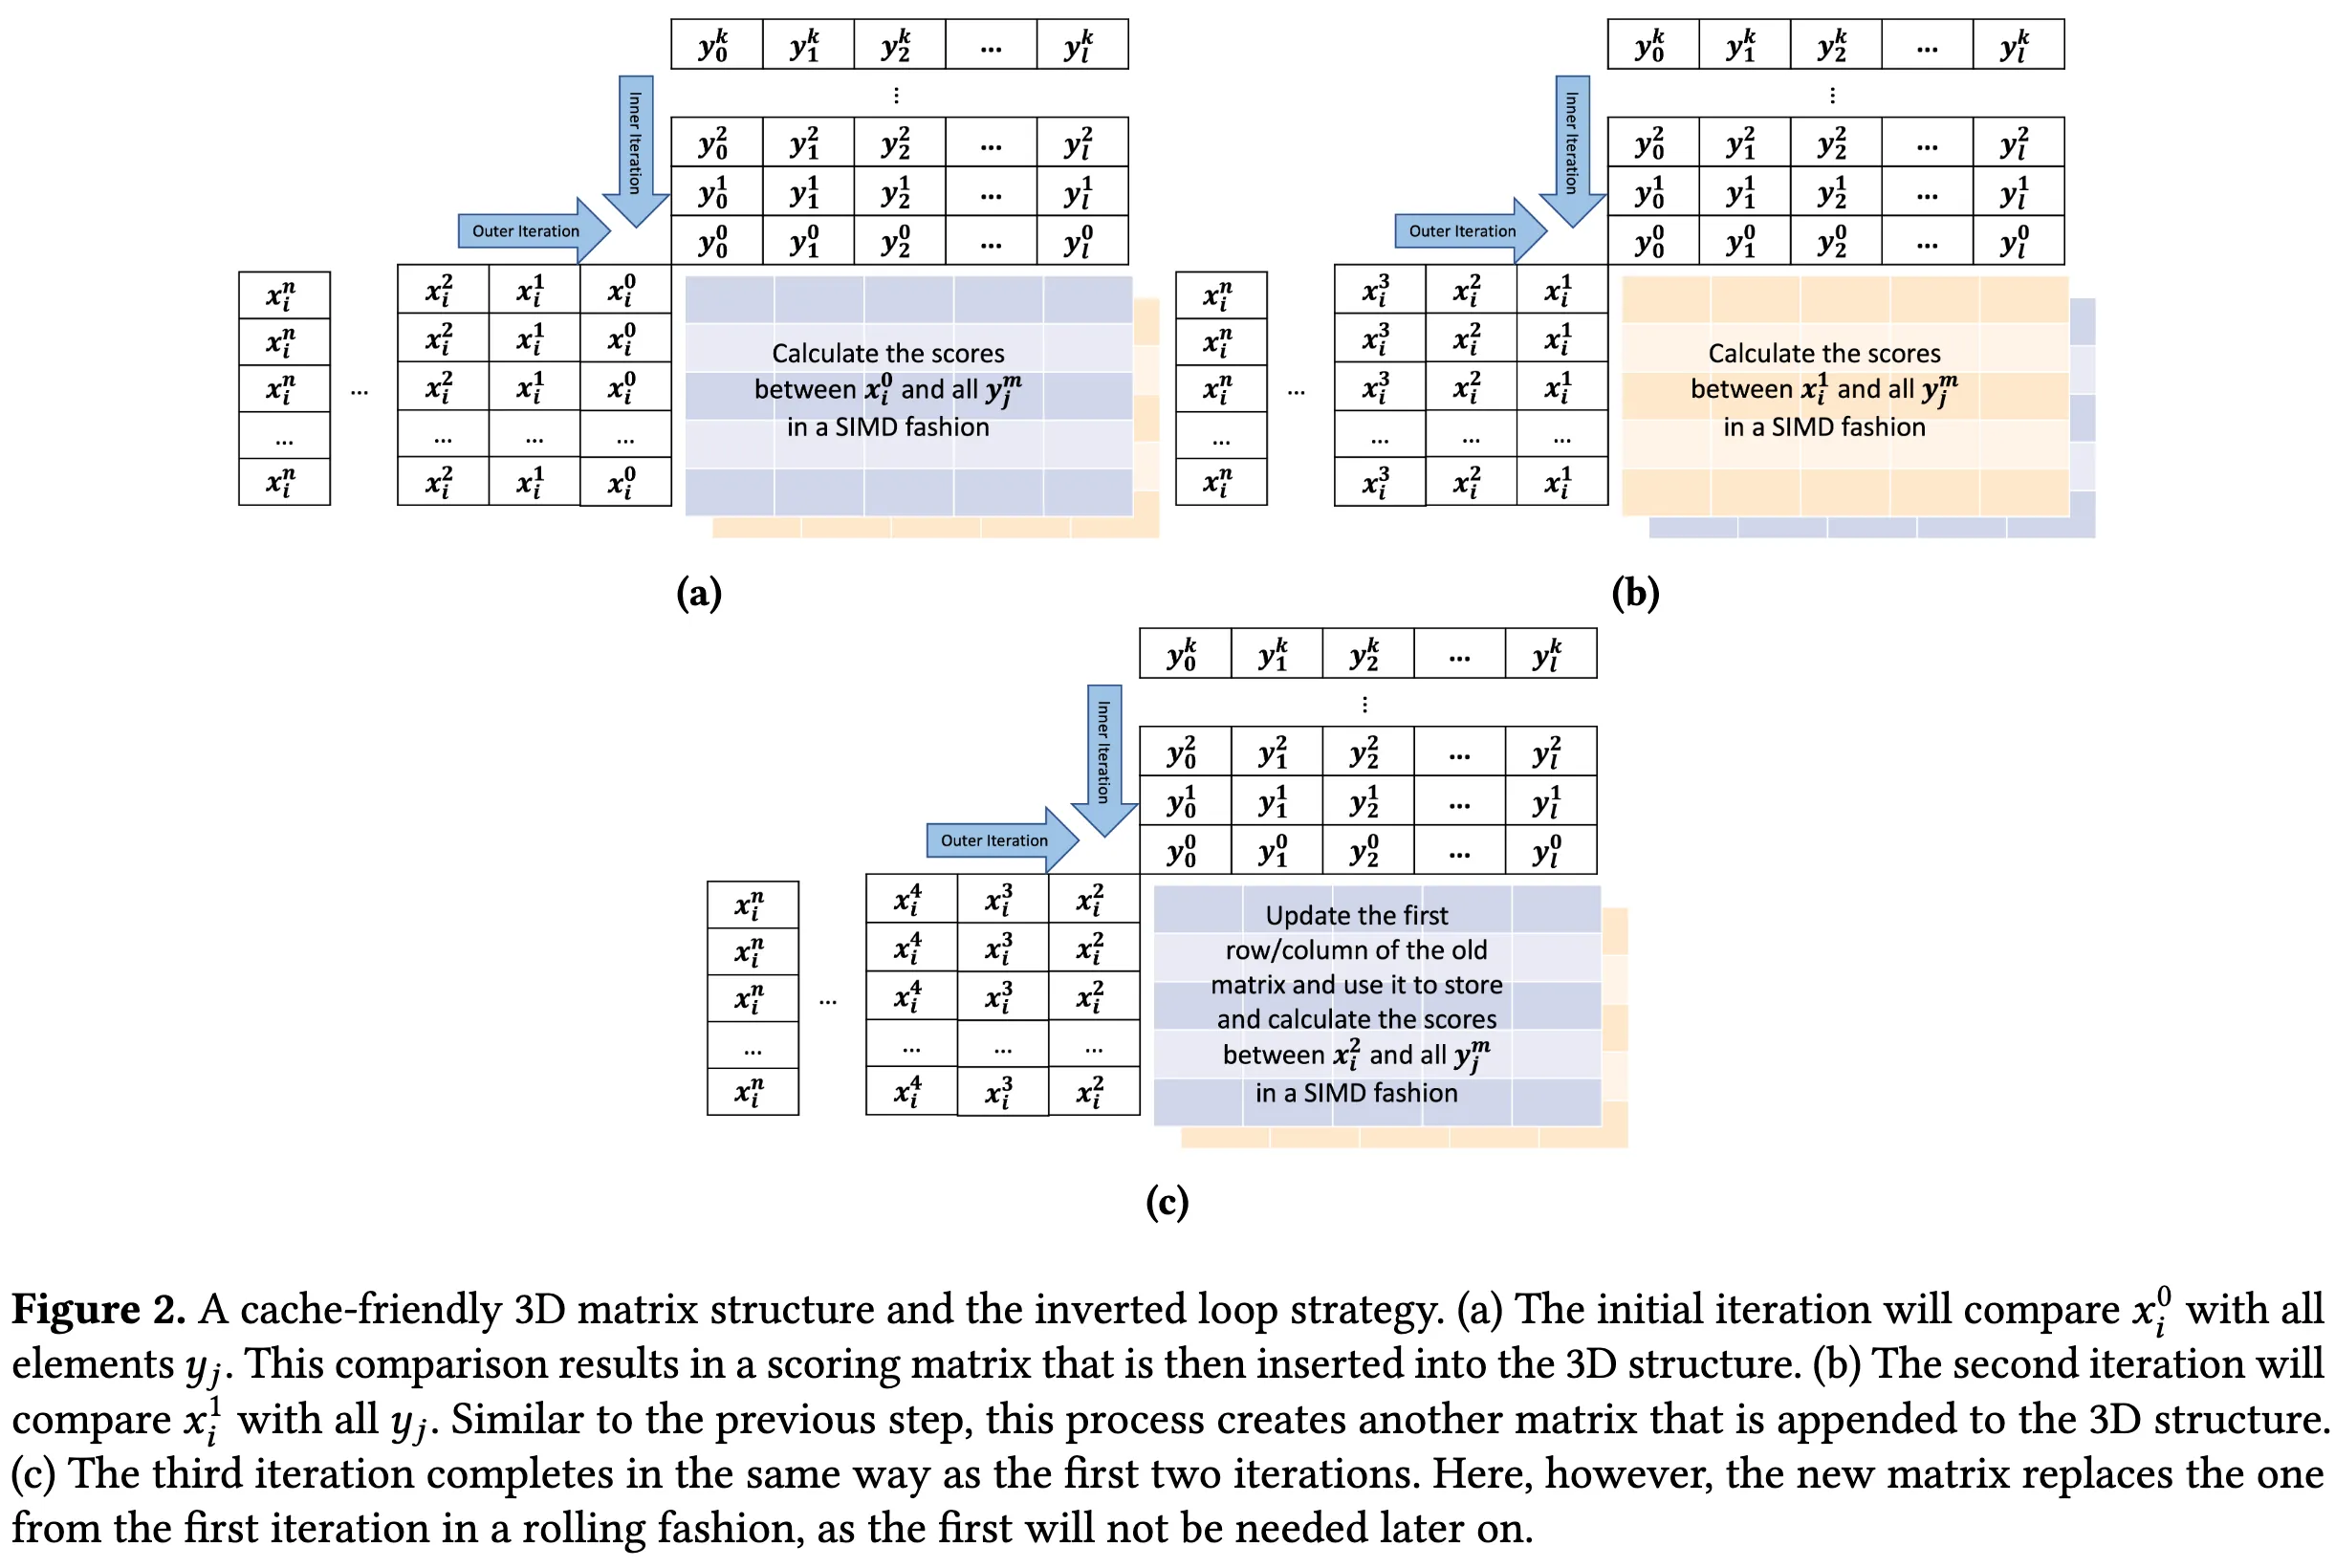 y_0^k y_1^k y_2^k ... y_l^k
⋮
y_0^2 y_1^2 y_2^2 ... y_l^2
y_0^1 y_1^1 y_2^1 ... y_l^1
y_0^0 y_1^0 y_2^0 ... y_l^0
Inner Iteration
Outer Iteration
x_i^n x_i^2 x_i^1 x_i^0
x_i^n x_i^2 x_i^1 x_i^0
x_i^n ... x_i^2 x_i^1 x_i^0
... ... ... ...
x_i^n x_i^2 x_i^1 x_i^0
Calculate the scores
between x_i^0 and all y_j^m
in a SIMD fashion
(a)
y_0^k y_1^k y_2^k ... y_l^k
⋮
y_0^2 y_1^2 y_2^2 ... y_l^2
y_0^1 y_1^1 y_2^1 ... y_l^1
y_0^0 y_1^0 y_2^0 ... y_l^0
Inner Iteration
Outer Iteration
x_i^n x_i^3 x_i^2 x_i^1
x_i^n x_i^3 x_i^2 x_i^1
x_i^n ... x_i^3 x_i^2 x_i^1
... ... ... ...
x_i^n x_i^3 x_i^2 x_i^1
Calculate the scores
between x_i^1 and all y_j^m
in a SIMD fashion
(b)
y_0^k y_1^k y_2^k ... y_l^k
⋮
y_0^2 y_1^2 y_2^2 ... y_l^2
y_0^1 y_1^1 y_2^1 ... y_l^1
y_0^0 y_1^0 y_2^0 ... y_l^0
Inner Iteration
Outer Iteration
x_i^n x_i^4 x_i^3 x_i^2
x_i^n x_i^4 x_i^3 x_i^2
x_i^n ... x_i^4 x_i^3 x_i^2
... ... ... ...
x_i^n x_i^4 x_i^3 x_i^2
Update the first
row/column of the old
matrix and use it to store
and calculate the scores
between x_i^2 and all y_j^m
in a SIMD fashion
(c)
Figure 2. A cache-friendly 3D matrix structure and the inverted loop strategy. (a) The initial iteration will compare x_i^0 with all
elements y_j. This comparison results in a scoring matrix that is then inserted into the 3D structure. (b) The second iteration will
compare x_i^1 with all y_j. Similar to the previous step, this process creates another matrix that is appended to the 3D structure.
(c) The third iteration completes in the same way as the first two iterations. Here, however, the new matrix replaces the one
from the first iteration in a rolling fashion, as the first will not be needed later on.